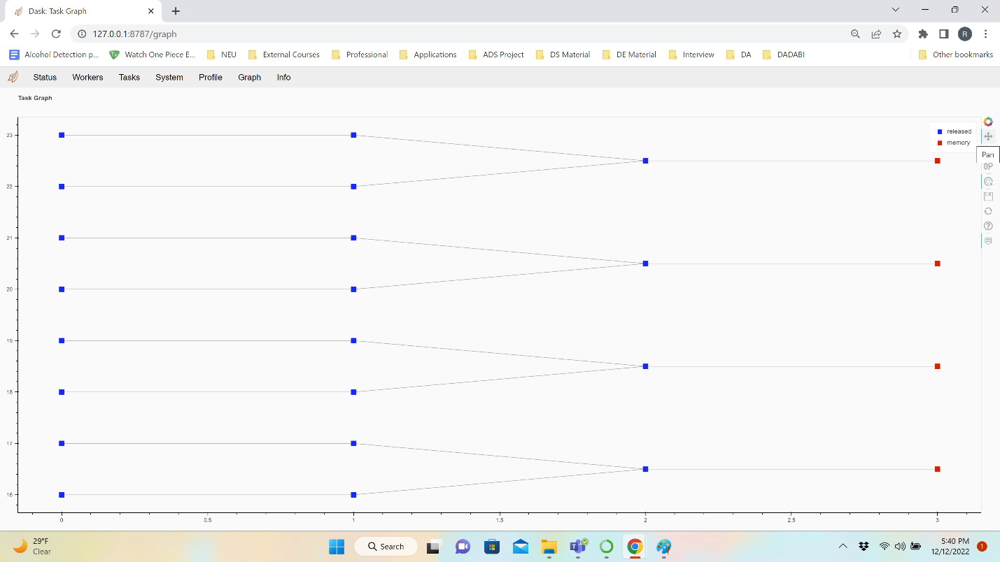 Dask: Task Graph
127.0.0.1:8787/graph
R
Alcohol Detection p... Watch One Piece E... NEU External Courses Professional Applications ADS Project DS Material DE Material Interview DA DADABI Other bookmarks
Status Workers Tasks System Profile Graph Info
Task Graph
released
memory
Pan
23
22
21
20
19
18
17
16
0 0.5 1 1.5 2 2.5 3
29°F
Clear
Search
5:40 PM
12/12/2022
1